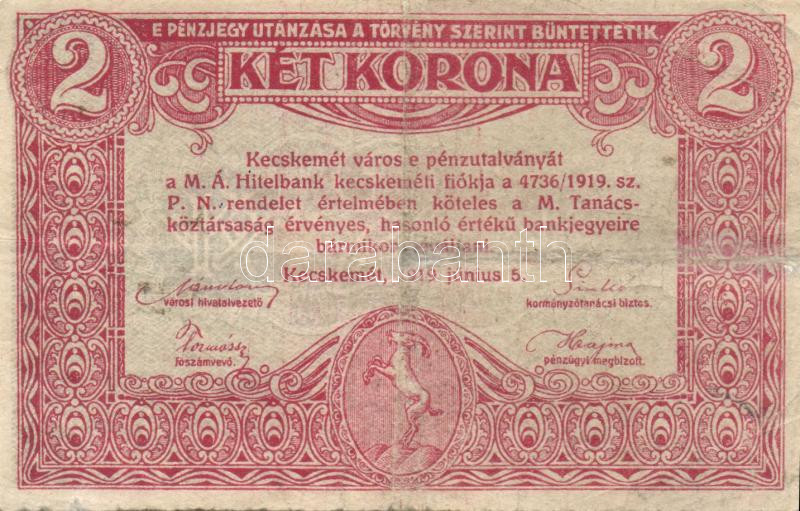 E PÉNZJEGY UTÁNZÁSA A TÖRVÉNY SZERINT BÜNTETTETIK.
2 KÉT KORONA 2
Kecskemét város e pénzutalványát
a M. Á. Hitelbank kecskeméti fiókja a 4736/1919. sz.
P. N. rendelet értelmében köteles a M. Tanács-
köztársaság érvényes, hasonló értékű bankjegyeire
bármikor
darabanth
Kecskemét, 1919. június 5.
városi hivatalvezető
kormányzótanácsi biztos.
főszámvevő.
pénzügyi megbízott.